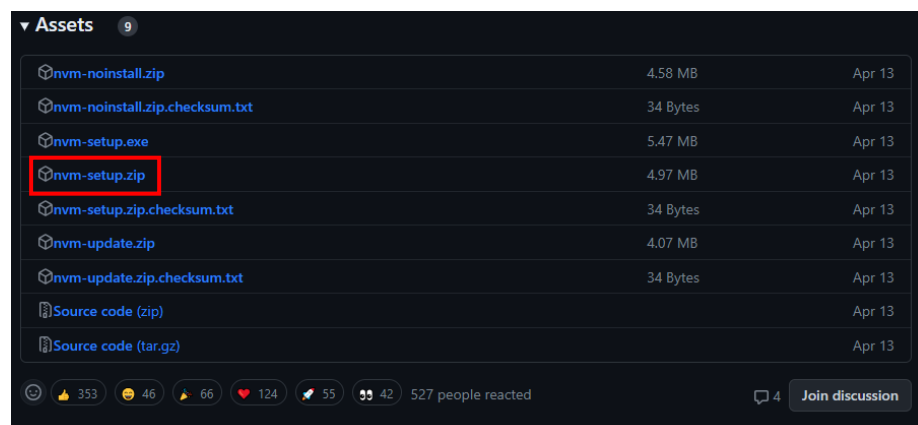 Assets 9
nvm-noinstall.zip 4.58 MB Apr 13
nvm-noinstall.zip.checksum.txt 34 Bytes Apr 13
nvm-setup.exe 5.47 MB Apr 13
nvm-setup.zip 4.97 MB Apr 13
nvm-setup.zip.checksum.txt 34 Bytes Apr 13
nvm-update.zip 4.07 MB Apr 13
nvm-update.zip.checksum.txt 34 Bytes Apr 13
Source code (zip) Apr 13
Source code (tar.gz) Apr 13
353 46 66 124 55 42 527 people reacted 4 Join discussion